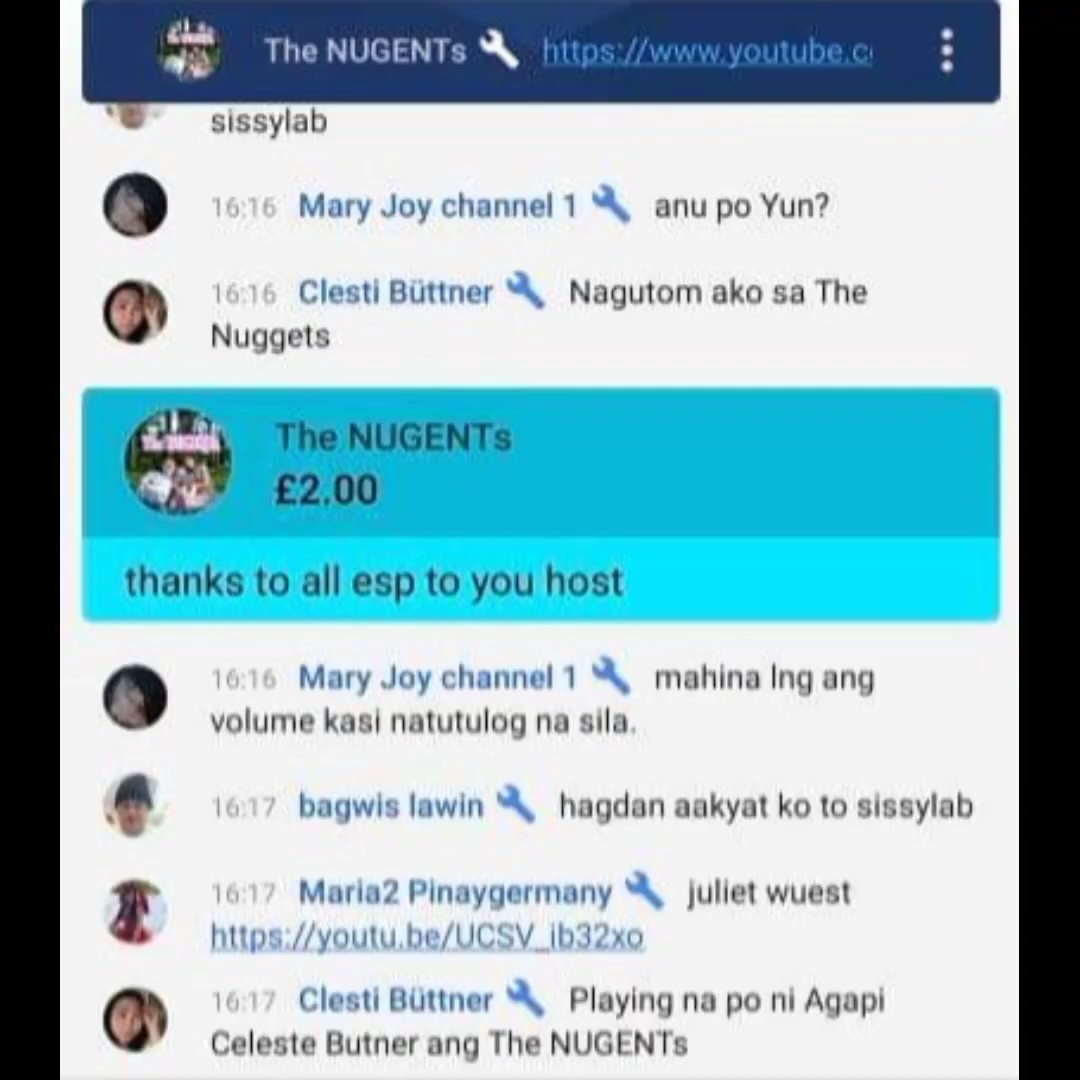 The NUGENTs https://www.youtube.c
sissylab
16:16 Mary Joy channel 1 anu po Yun?
16:16 Clesti Büttner Nagutom ako sa The
Nuggets
The NUGENTs
£2.00
thanks to all esp to you host
16:16 Mary Joy channel 1 mahina lng ang
volume kasi natutulog na sila.
16:17 bagwis lawin hagdan aakyat ko to sissylab
16:17 Maria2 Pinaygermany juliet wuest
https://youtu.be/UCSV_ib32xo
16:17 Clesti Büttner Playing na po ni Agapi
Celeste Butner ang The NUGENTs